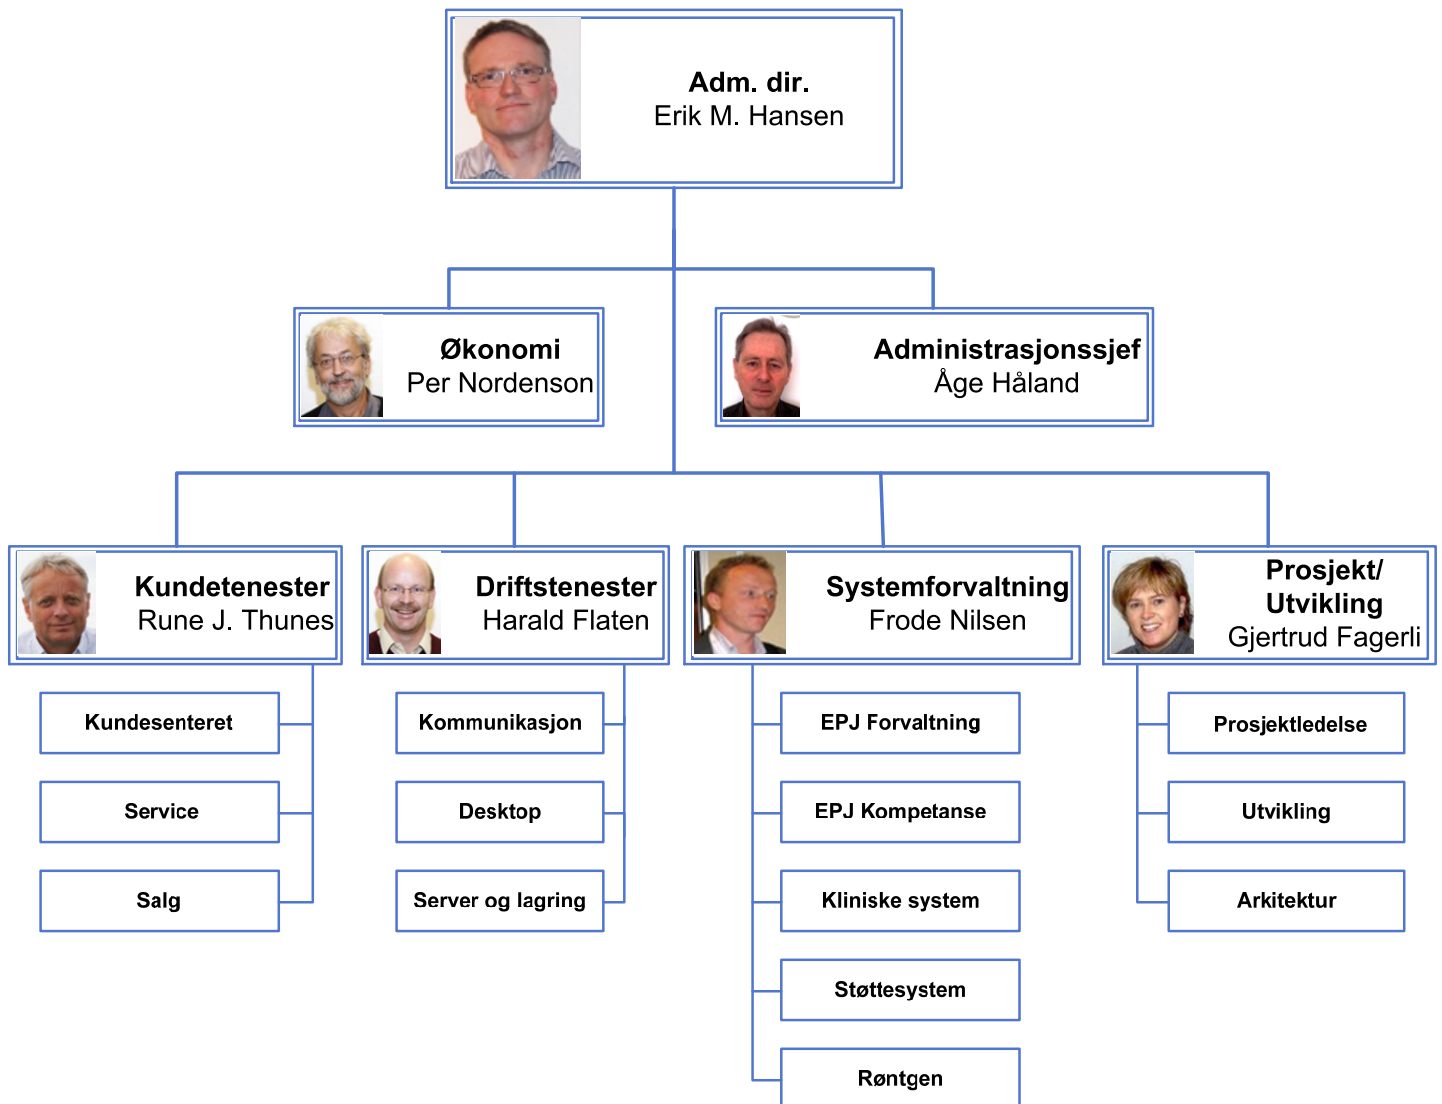 Adm. dir.
Erik M. Hansen
Økonomi
Per Nordenson
Administrasjonssjef
Åge Håland
Kundetenester
Rune J. Thunes
Driftstenester
Harald Flaten
Systemforvaltning
Frode Nilsen
Prosjekt/
Utvikling
Gjertrud Fagerli
Kundesenteret
Service
Salg
Kommunikasjon
Desktop
Server og lagring
EPJ Forvaltning
EPJ Kompetanse
Kliniske system
Støttesystem
Røntgen
Prosjektledelse
Utvikling
Arkitektur